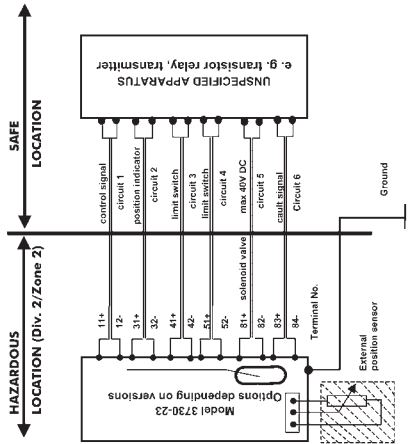 HAZARDOUS
LOCATION (Div. 2/Zone 2)
SAFE
LOCATION
Model 3730-23
Options depending on versions
11+
12-
31+
32-
41+
42-
51+
52-
81+
82-
83+
84-
Terminal No.
control signal
circuit 1
position indicator
circuit 2
limit switch
circuit 3
limit switch
circuit 4
solenoid valve
max 40V DC
circuit 5
cault signal
Circuit 6
UNSPECIFIED APPARATUS
e. g. transistor relay, transmitter
Ground
External
position sensor